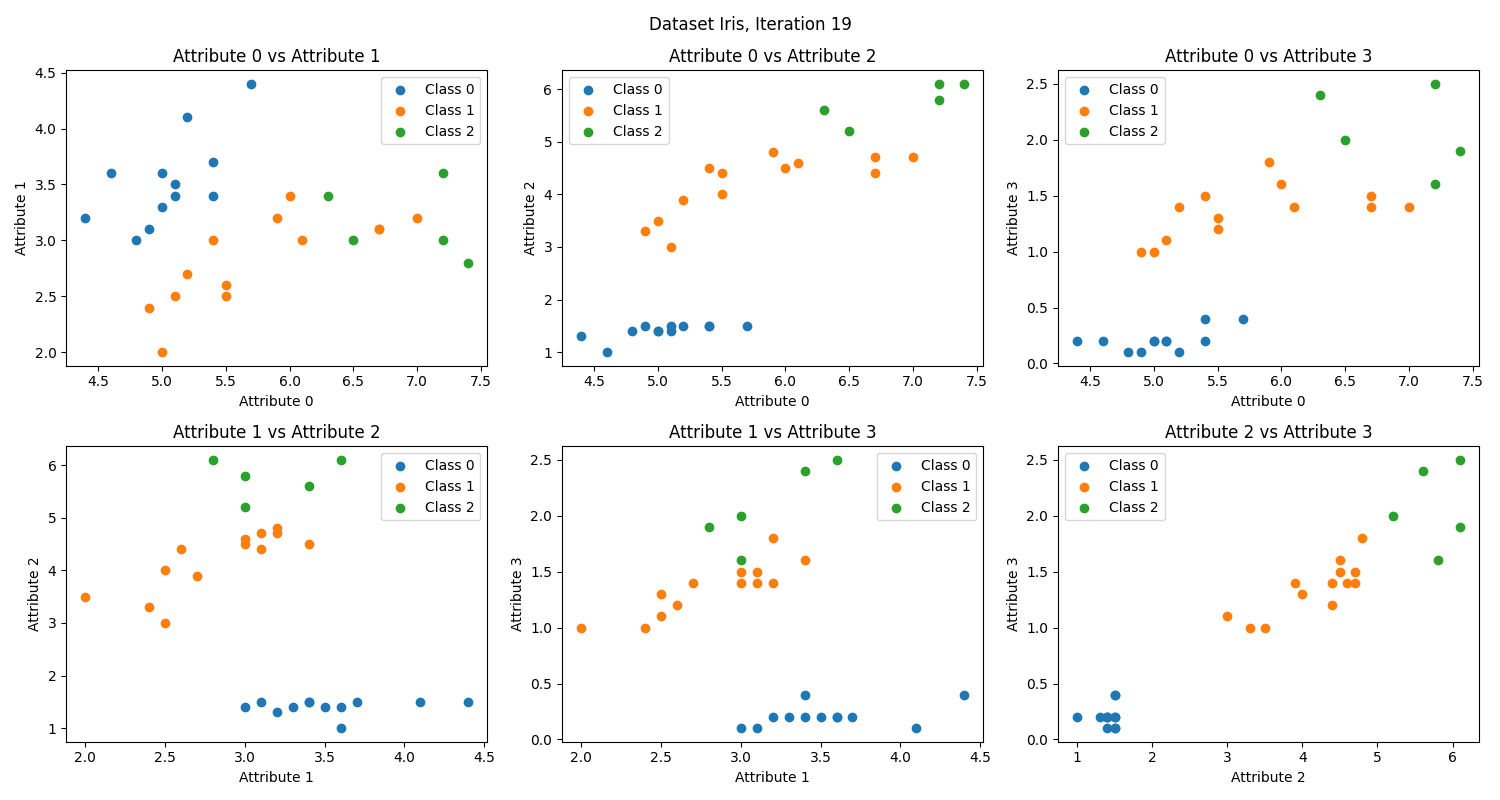 Dataset Iris, Iteration 19
Attribute 0 vs Attribute 1
4.5
4.0
3.5
3.0
2.5
2.0
Attribute 1
Class 0
Class 1
Class 2
4.5 5.0 5.5 6.0 6.5 7.0 7.5
Attribute 0
Attribute 0 vs Attribute 2
6
5
4
3
2
1
Attribute 2
Class 0
Class 1
Class 2
4.5 5.0 5.5 6.0 6.5 7.0 7.5
Attribute 0
Attribute 0 vs Attribute 3
2.5
2.0
1.5
1.0
0.5
0.0
Attribute 3
Class 0
Class 1
Class 2
4.5 5.0 5.5 6.0 6.5 7.0 7.5
Attribute 0
Attribute 1 vs Attribute 2
6
5
4
3
2
1
Attribute 2
Class 0
Class 1
Class 2
2.0 2.5 3.0 3.5 4.0 4.5
Attribute 1
Attribute 1 vs Attribute 3
2.5
2.0
1.5
1.0
0.5
0.0
Attribute 3
Class 0
Class 1
Class 2
2.0 2.5 3.0 3.5 4.0 4.5
Attribute 1
Attribute 2 vs Attribute 3
2.5
2.0
1.5
1.0
0.5
0.0
Attribute 3
Class 0
Class 1
Class 2
1 2 3 4 5 6
Attribute 2